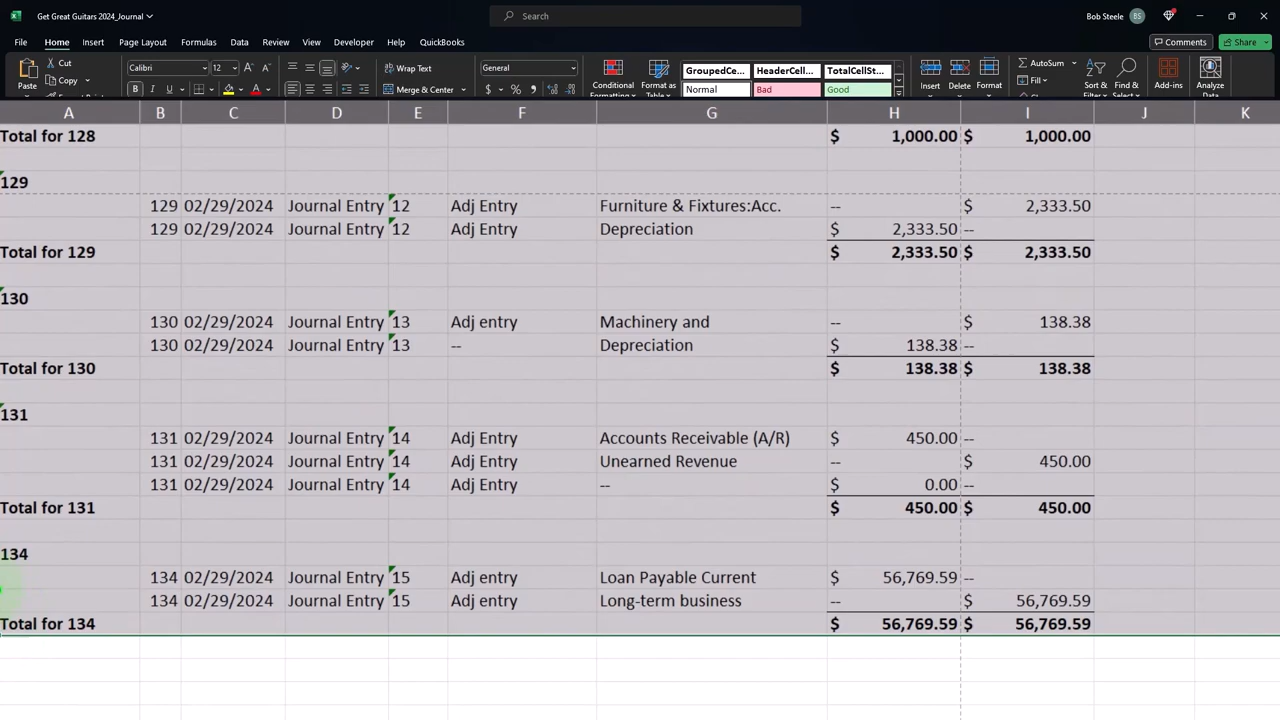 Get Great Guitars 2024_Journal
Search
Bob Steele BS
File Home Insert Page Layout Formulas Data Review View Developer Help QuickBooks
Comments Share
Paste Cut Copy
Calibri 12
B I U
Wrap Text
Merge & Center
General
$ % 9
Conditional Formatting
Format as Table
GroupedCe... HeaderCell... TotalCellSt...
Normal Bad Good
Insert Delete Format
AutoSum
Fill
Sort & Filter
Find & Select
Add-ins
Analyze Data
A B C D E F G H I J K
Total for 128 $ 1,000.00 $ 1,000.00
129
129 02/29/2024 Journal Entry 12 Adj Entry Furniture & Fixtures:Acc. -- $ 2,333.50
129 02/29/2024 Journal Entry 12 Adj Entry Depreciation $ 2,333.50 --
Total for 129 $ 2,333.50 $ 2,333.50
130
130 02/29/2024 Journal Entry 13 Adj entry Machinery and -- $ 138.38
130 02/29/2024 Journal Entry 13 -- Depreciation $ 138.38 --
Total for 130 $ 138.38 $ 138.38
131
131 02/29/2024 Journal Entry 14 Adj Entry Accounts Receivable (A/R) $ 450.00 --
131 02/29/2024 Journal Entry 14 Adj Entry Unearned Revenue -- $ 450.00
131 02/29/2024 Journal Entry 14 Adj Entry -- $ 0.00 --
Total for 131 $ 450.00 $ 450.00
134
134 02/29/2024 Journal Entry 15 Adj entry Loan Payable Current $ 56,769.59 --
134 02/29/2024 Journal Entry 15 Adj entry Long-term business -- $ 56,769.59
Total for 134 $ 56,769.59 $ 56,769.59